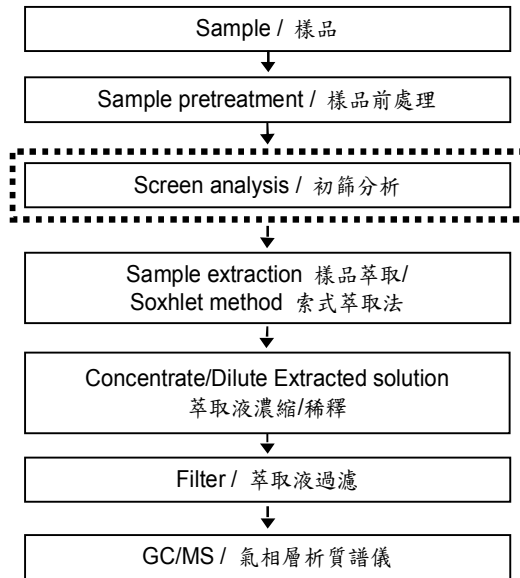 Sample / 樣品
Sample pretreatment / 樣品前處理
Screen analysis / 初篩分析
Sample extraction 樣品萃取/
Soxhlet method 索式萃取法
Concentrate/Dilute Extracted solution
萃取液濃縮/稀釋
Filter / 萃取液過濾
GC/MS / 氣相層析質譜儀